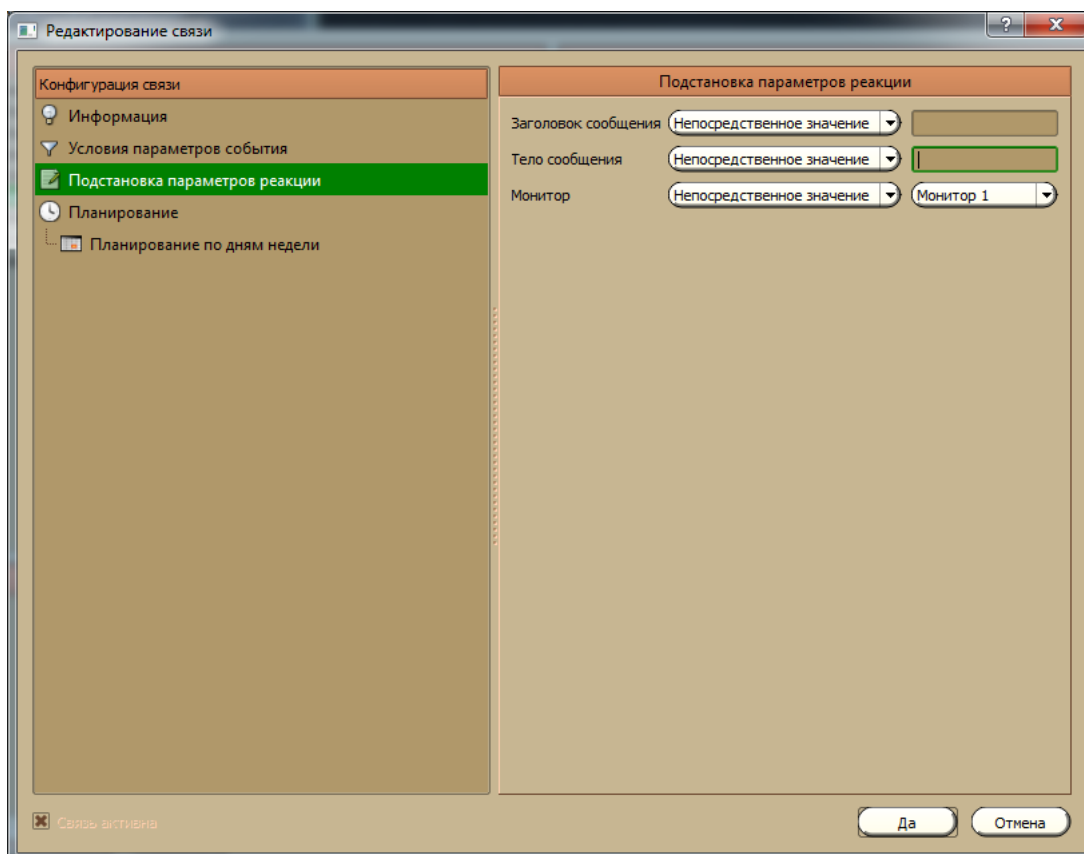 Редактирование связи
?
Конфигурация связи
Информация
Условия параметров события
Подстановка параметров реакции
Планирование
Планирование по дням недели
Подстановка параметров реакции
Заголовок сообщения Непосредственное значение
Тело сообщения Непосредственное значение
Монитор Непосредственное значение Монитор 1
Связь активна
Да Отмена